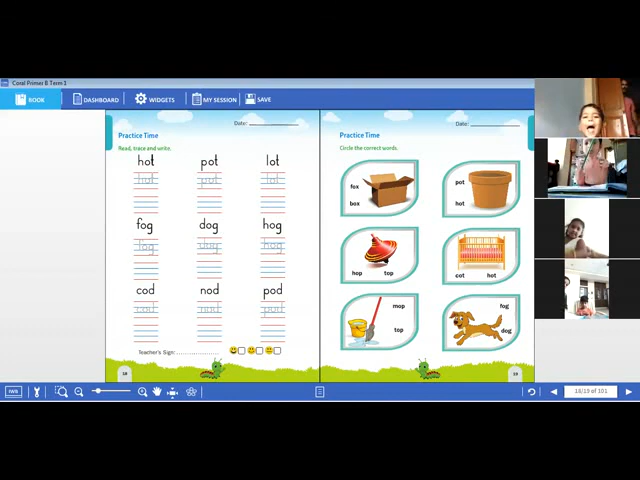 Coral Primer B Term-1
BOOK DASHBOARD WIDGETS MY SESSION SAVE
Date:
Practice Time
Read, trace and write.
hot pot lot
hot pot lot
fog dog hog
fog dog hog
cod nod pod
cod nod pod
Teacher's Sign:
18
Date:
Practice Time
Circle the correct words.
fox
box
pot
hot
hop top
cot hot
mop
top
fog
dog
19
IWB
18/19 of 101